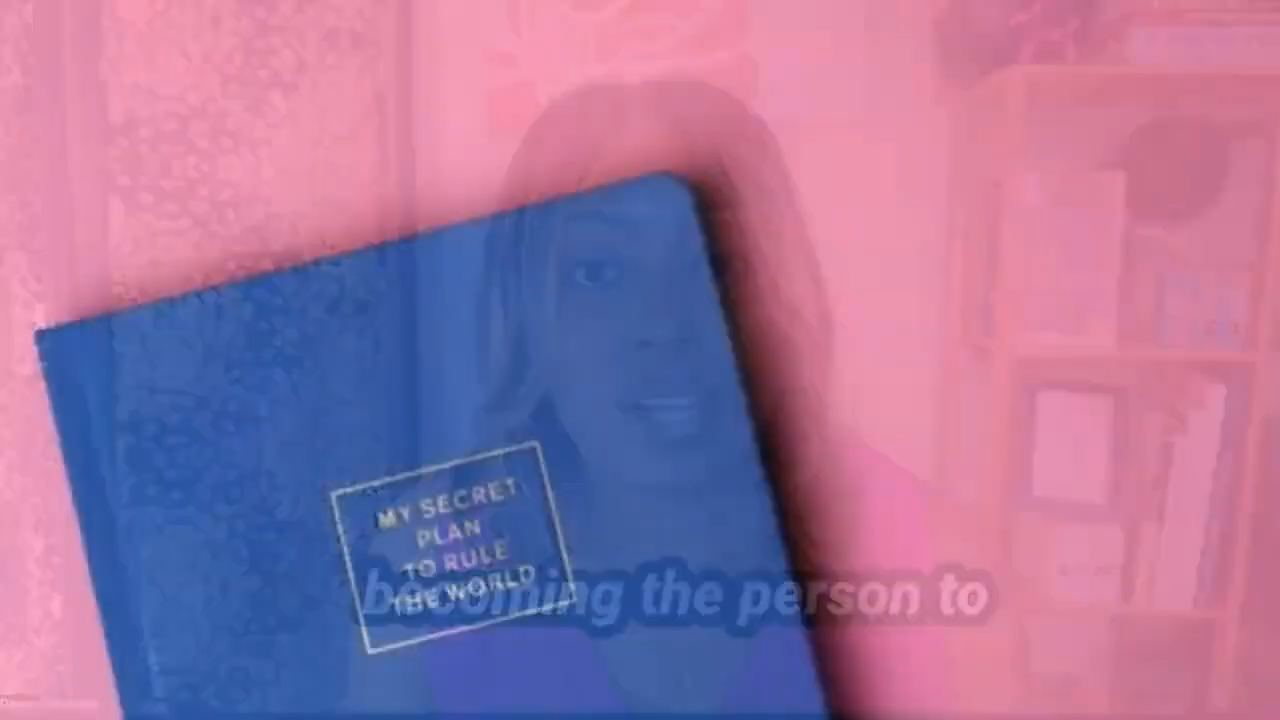 MY SECRET
PLAN
TO RULE
THE WORLD
becoming the person to